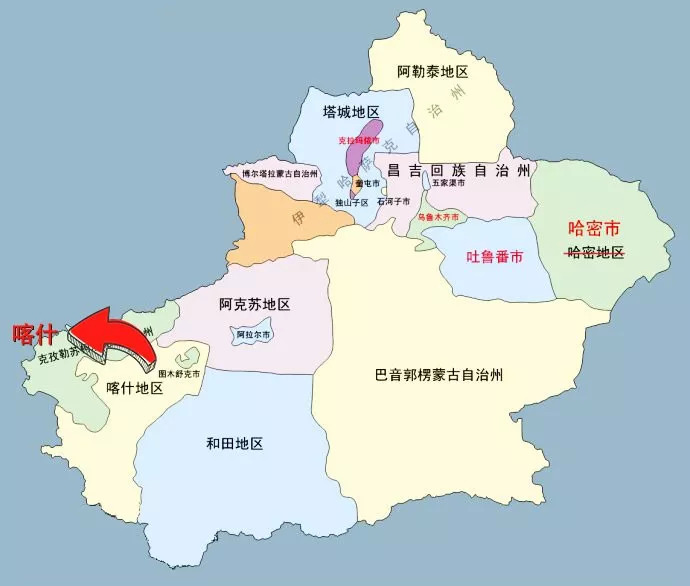 阿勒泰地区
塔城地区
克拉玛依市
伊犁哈萨克自治州
博尔塔拉蒙古自治州
昌吉回族自治州
奎屯市
五家渠市
独山子区
石河子市
乌鲁木齐市
哈密市
哈密地区
吐鲁番市
阿克苏地区
阿拉尔市
喀什
克孜勒苏
州
图木舒克市
喀什地区
巴音郭楞蒙古自治州
和田地区